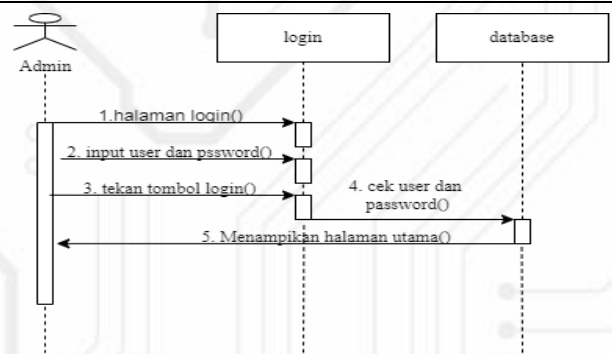 login
database
Admin
1.halaman login()
2. input user dan pssword()
3. tekan tombol login()
4. cek user dan
password()
5. Menampikan halaman utama()